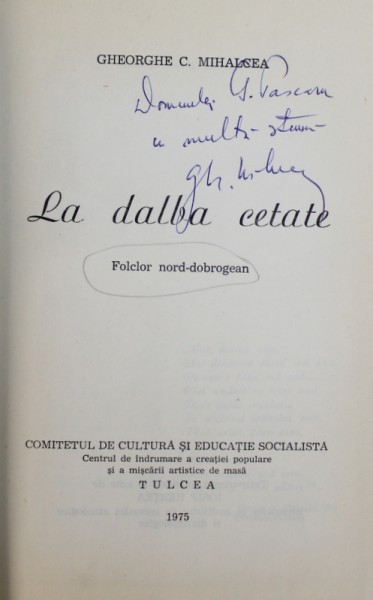 GHEORGHE C. MIHALCEA
Domnului G. Pascaru
cu multă stimă
Gh. Mihalcea
La dalba cetate
Folclor nord-dobrogean
COMITETUL DE CULTURĂ ȘI EDUCAȚIE SOCIALISTĂ
Centrul de îndrumare a creației populare
și a mișcării artistice de masă
TULCEA
1975